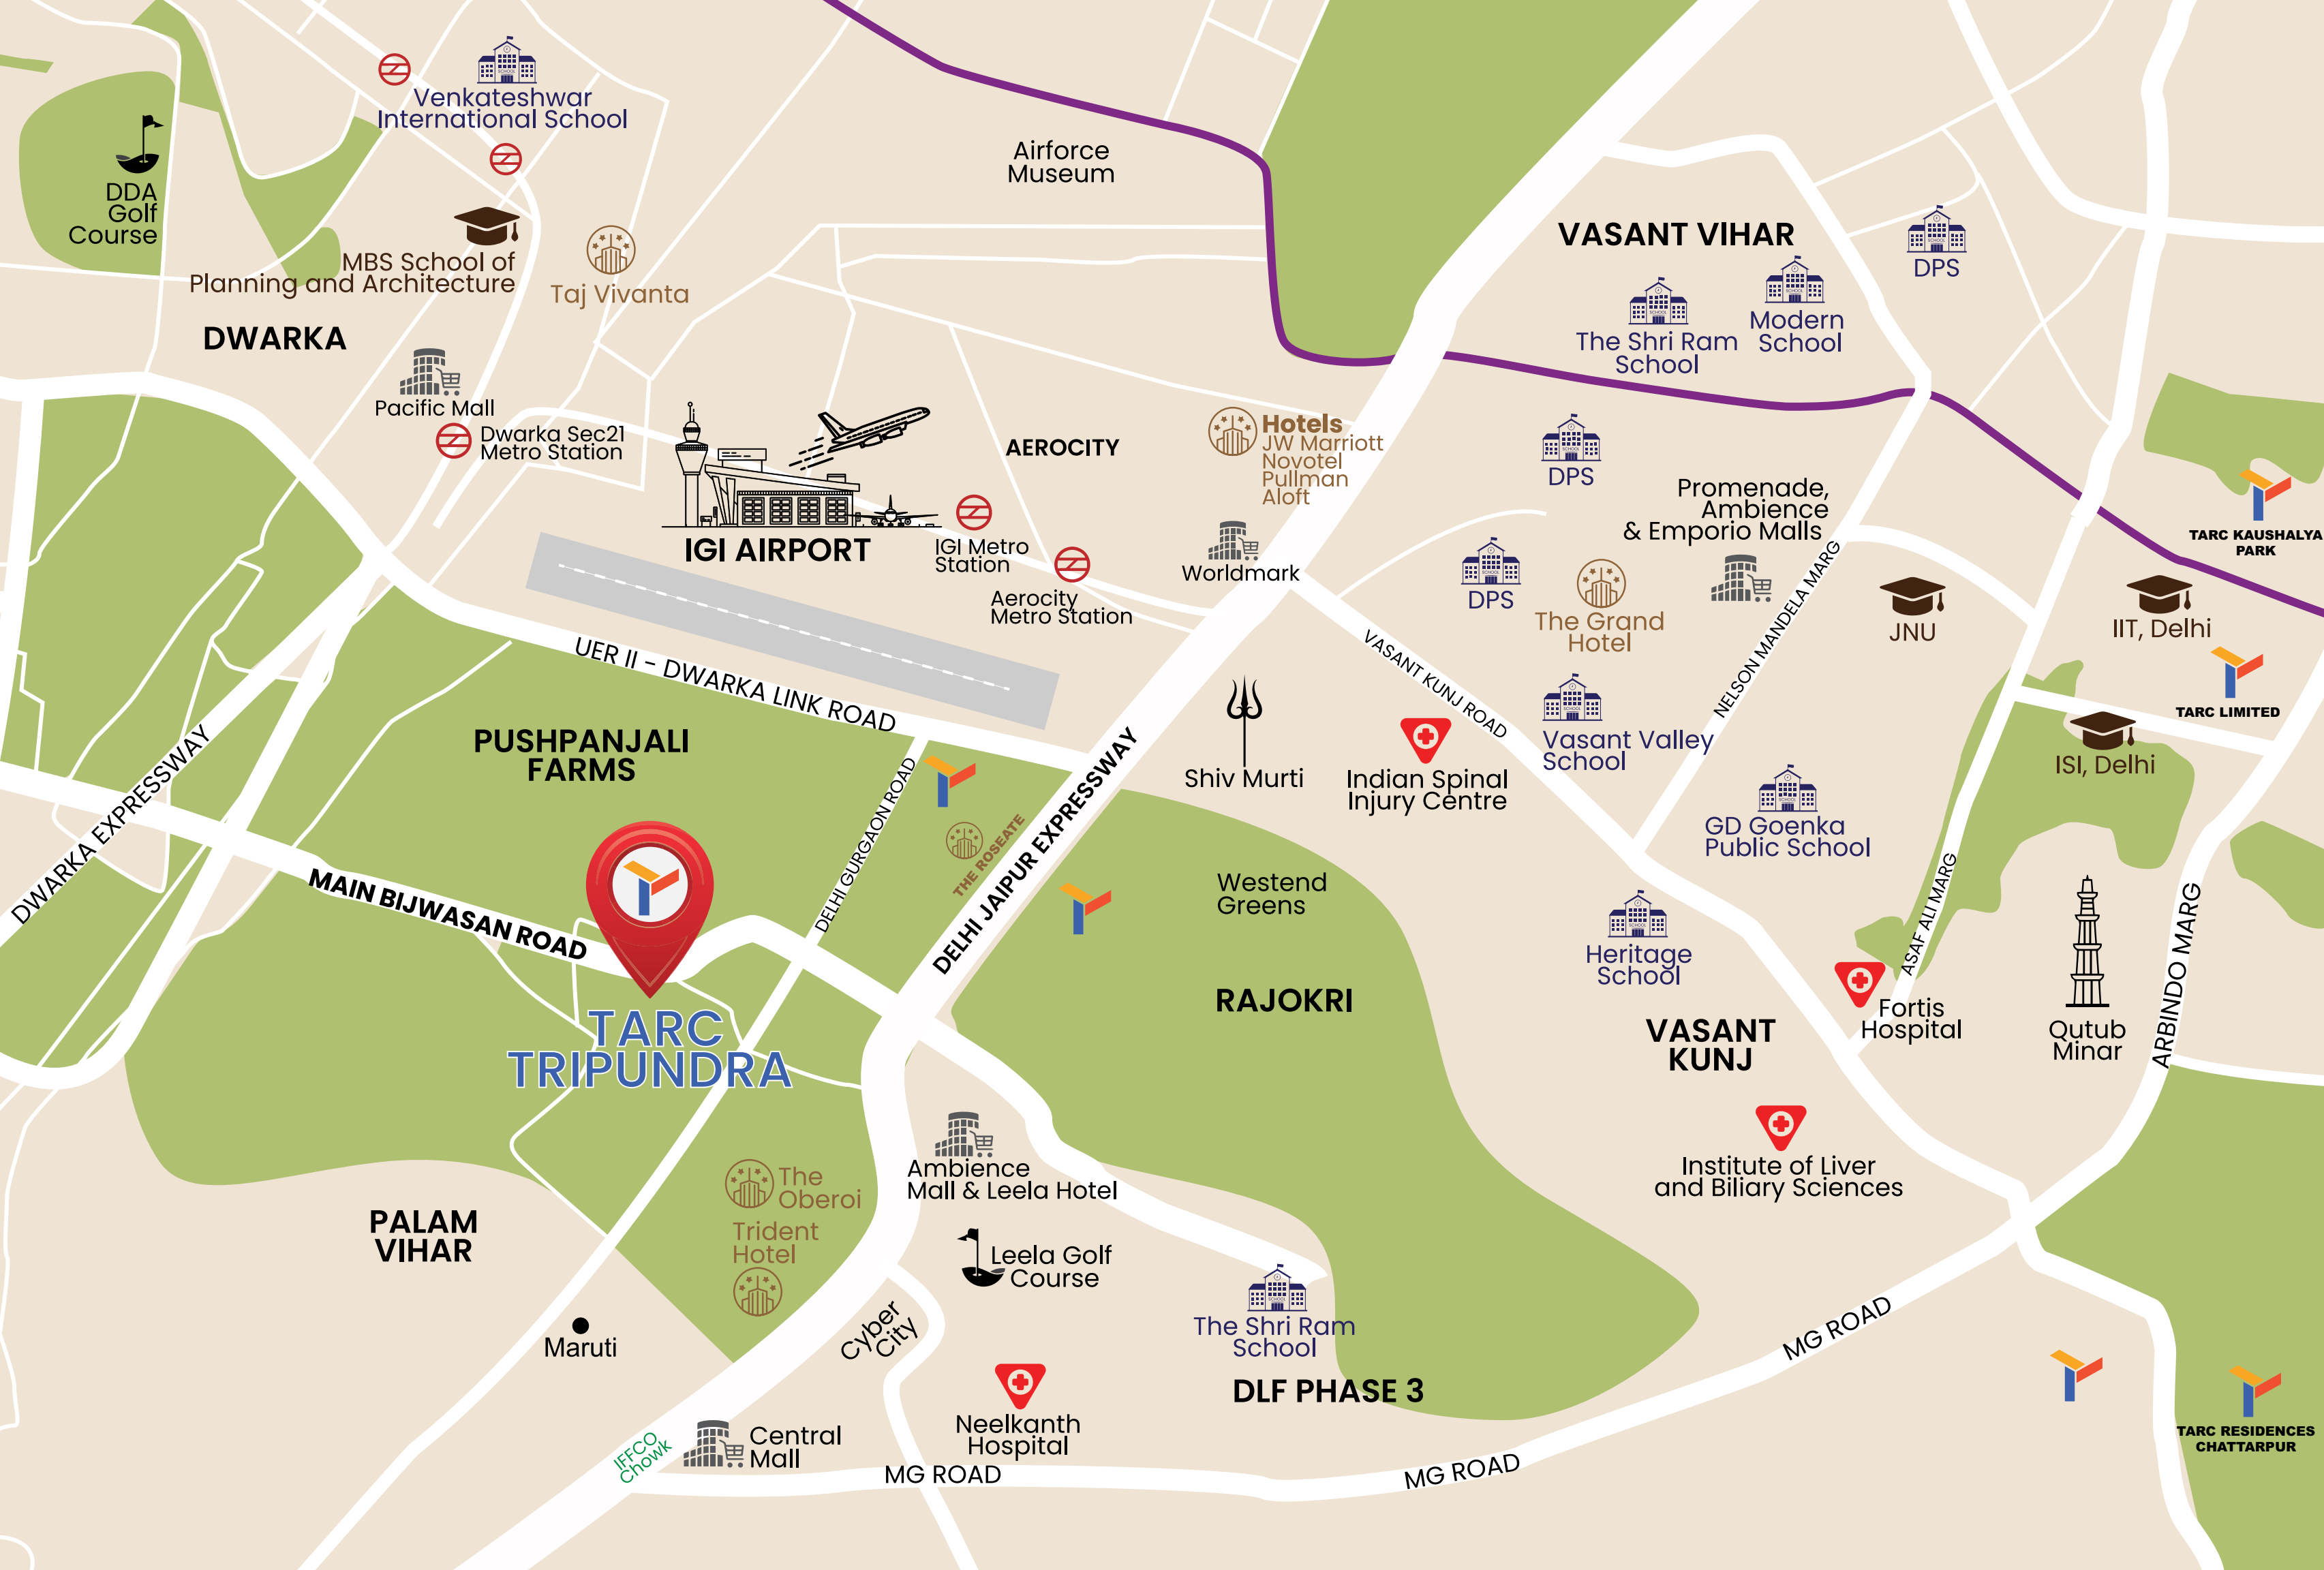 Venkateshwar
International School
DDA
Golf
Course
MBS School of
Planning and Architecture
Taj Vivanta
DWARKA
Pacific Mall
Dwarka Sec21
Metro Station
Airforce
Museum
IGI AIRPORT
AEROCITY
IGI Metro
Station
Aerocity
Metro Station
Hotels
JW Marriott
Novotel
Pullman
Aloft
Worldmark
VASANT VIHAR
DPS
The Shri Ram
School
Modern
School
DPS
Promenade,
Ambience
& Emporio Malls
DPS
The Grand
Hotel
NELSON MANDELA MARG
JNU
TARC KAUSHALYA
PARK
IIT, Delhi
TARC LIMITED
ISI, Delhi
UER II - DWARKA LINK ROAD
VASANT KUNJ ROAD
Vasant Valley
School
PUSHPANJALI
FARMS
DWARKA EXPRESSWAY
DELHI GURGAON ROAD
THE ROSEATE
DELHI JAIPUR EXPRESSWAY
Shiv Murti
Indian Spinal
Injury Centre
GD Goenka
Public School
MAIN BIJWASAN ROAD
Westend
Greens
Heritage
School
ASAF ALI MARG
ARBINDO MARG
TARC
TRIPUNDRA
RAJOKRI
VASANT
KUNJ
Fortis
Hospital
Qutub
Minar
Institute of Liver
and Biliary Sciences
PALAM
VIHAR
The
Oberoi
Trident
Hotel
Ambience
Mall & Leela Hotel
Leela Golf
Course
Maruti
Cyber
City
The Shri Ram
School
DLF PHASE 3
MG ROAD
Neelkanth
Hospital
IFFCO
Chowk
Central
Mall
MG ROAD
MG ROAD
TARC RESIDENCES
CHATTARPUR